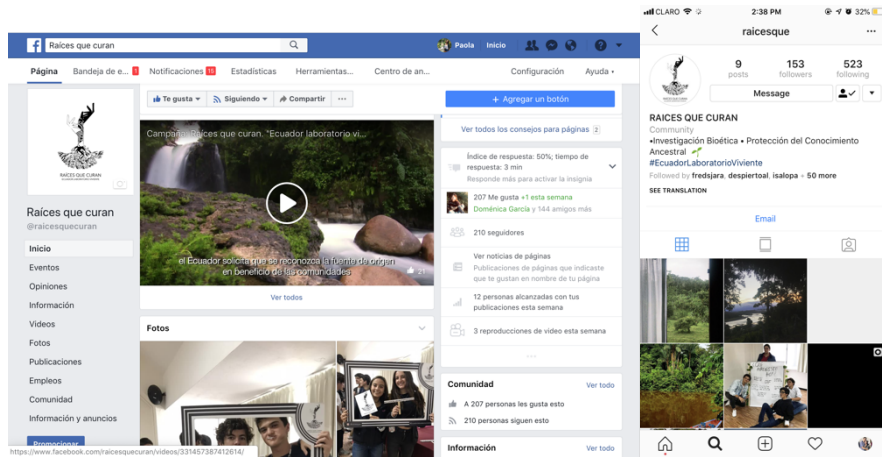 Raíces que curan
Paola Inicio
Página Bandeja de e... 1 Notificaciones 15 Estadísticas Herramientas... Centro de an... Configuración Ayuda
RAICES QUE CURAN
Raíces que curan
@raicesquecuran
Inicio
Eventos
Opiniones
Información
Videos
Fotos
Publicaciones
Empleos
Comunidad
Información y anuncios
Promocionar
https://www.facebook.com/raicesquecuran/videos/331457387412614/
Te gusta Siguiendo Compartir ...
Campaña: Raíces que curan. "Ecuador laboratorio vi...
el Ecuador solicita que se reconozca la fuente de origen
en beneficio de las comunidades
21
Ver todos
Fotos
+ Agregar un botón
Ver todos los consejos para páginas 2
Índice de respuesta: 50%; tiempo de
respuesta: 3 min
Responde más para activar la insignia
207 Me gusta +1 esta semana
Doménica García y 144 amigos más
210 seguidores
Ver noticias de páginas
Publicaciones de páginas que indicaste
que te gustan en nombre de tu página
12 personas alcanzadas con tus
publicaciones esta semana
3 reproducciones de video esta semana
Comunidad Ver todo
A 207 personas les gusta esto
210 personas siguen esto
Información Ver todo
CLARO 2:38 PM 32%
raicesque ...
9 153 523
posts followers following
Message
RAICES QUE CURAN
Community
•Investigación Bioética • Protección del Conocimiento
Ancestral
#EcuadorLaboratorioViviente
Followed by fredsjara, despiertoal, isalopa + 50 more
SEE TRANSLATION
Email